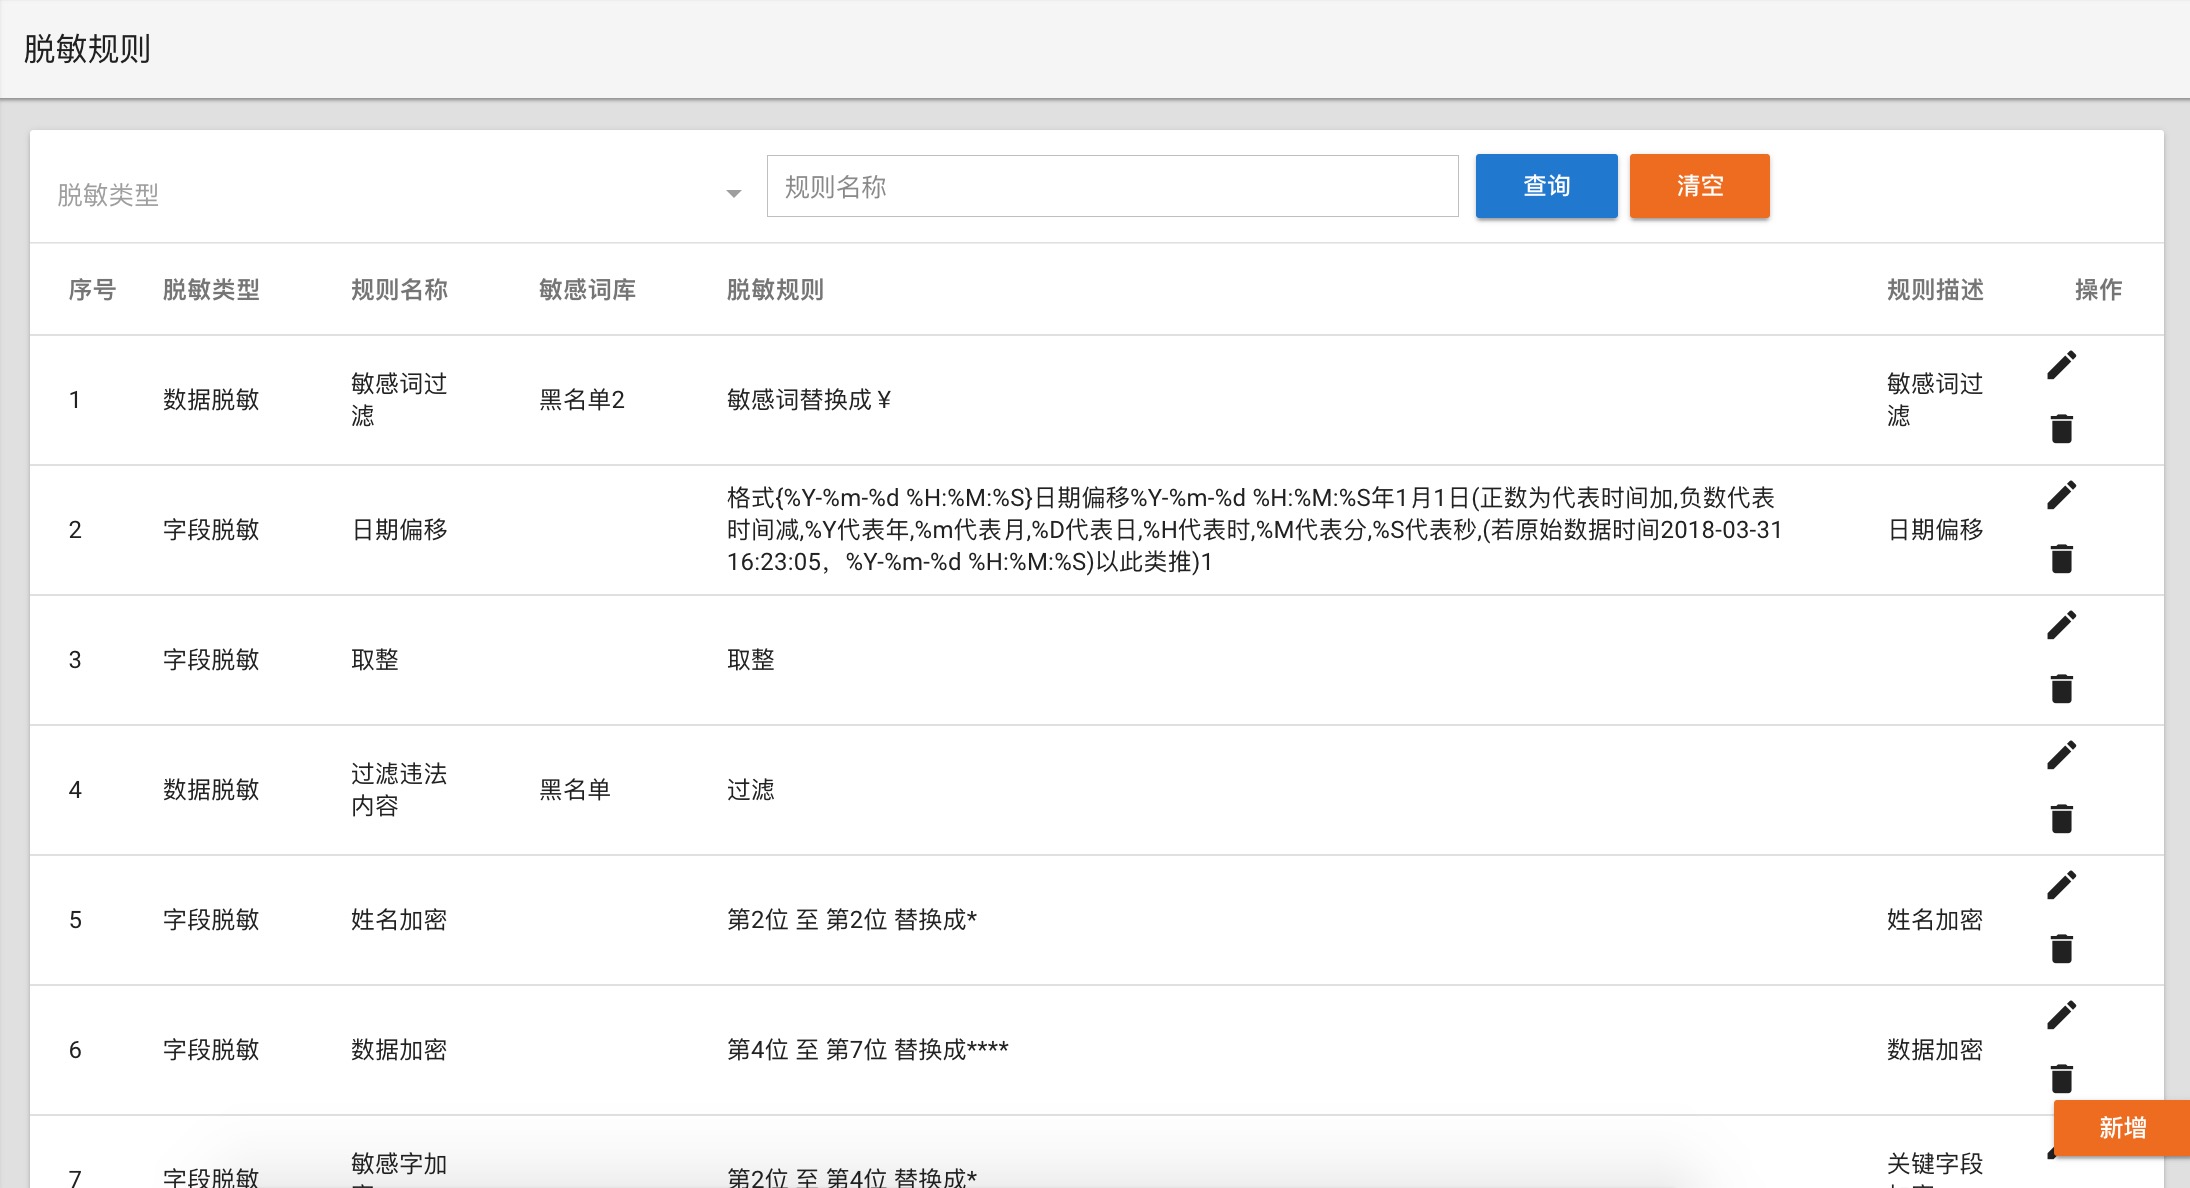 脱敏规则
脱敏类型
规则名称
查询
清空
序号 脱敏类型 规则名称 敏感词库 脱敏规则 规则描述 操作
1 数据脱敏 敏感词过 黑名单2 敏感词替换成 ¥ 敏感词过
滤 滤
格式{%Y-%m-%d %H:%M:%S}日期偏移%Y-%m-%d %H:%M:%S年1月1日(正数为代表时间加,负数代表
2 字段脱敏 日期偏移 时间减,%Y代表年,%m代表月,%D代表日,%H代表时,%M代表分,%S代表秒,(若原始数据时间2018-03-31 日期偏移
16:23:05，%Y-%m-%d %H:%M:%S)以此类推)1
3 字段脱敏 取整 取整
4 数据脱敏 过滤违法 黑名单 过滤
内容
5 字段脱敏 姓名加密 第2位 至 第2位 替换成* 姓名加密
6 字段脱敏 数据加密 第4位 至 第7位 替换成**** 数据加密
新增
7 字段脱敏 敏感字加 第2位 至 第4位 替换成* 关键字段